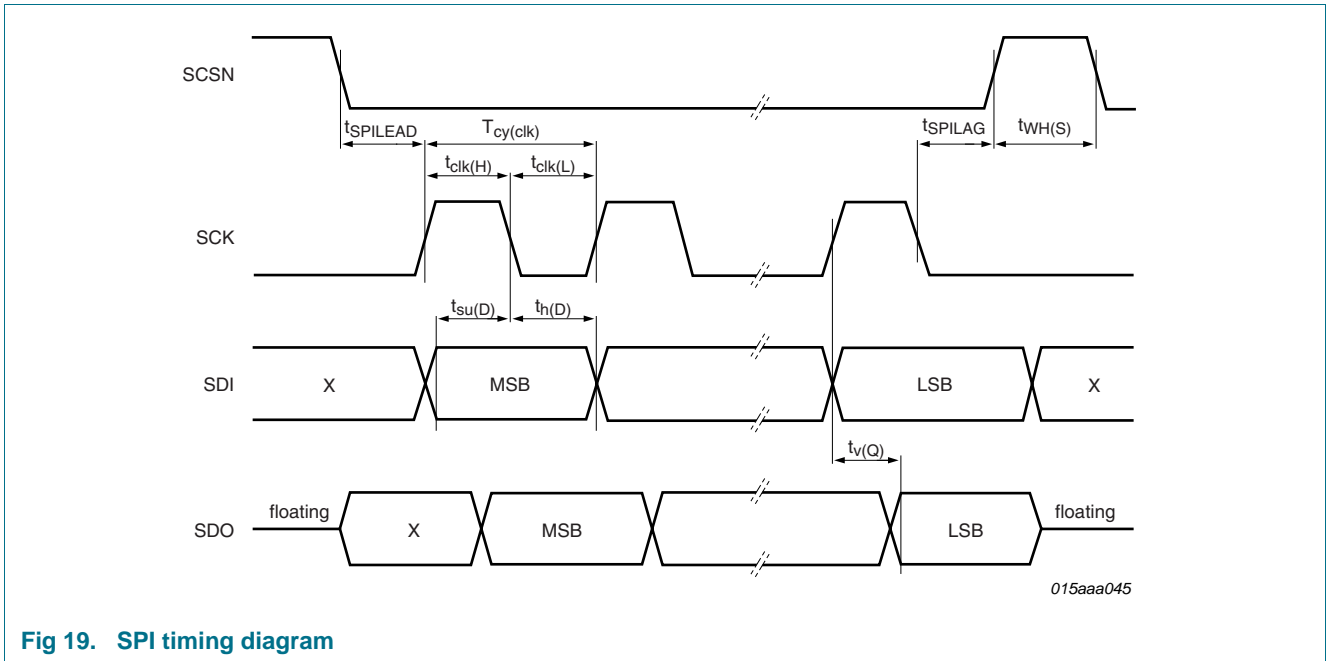 SCSN
tSPILEAD
Tcy(clk)
tSPILAG
tWH(S)
tclk(H)
tclk(L)
SCK
tsu(D)
th(D)
SDI
X
MSB
LSB
X
tv(Q)
floating
floating
SDO
X
MSB
LSB
015aaa045
Fig 19. SPI timing diagram